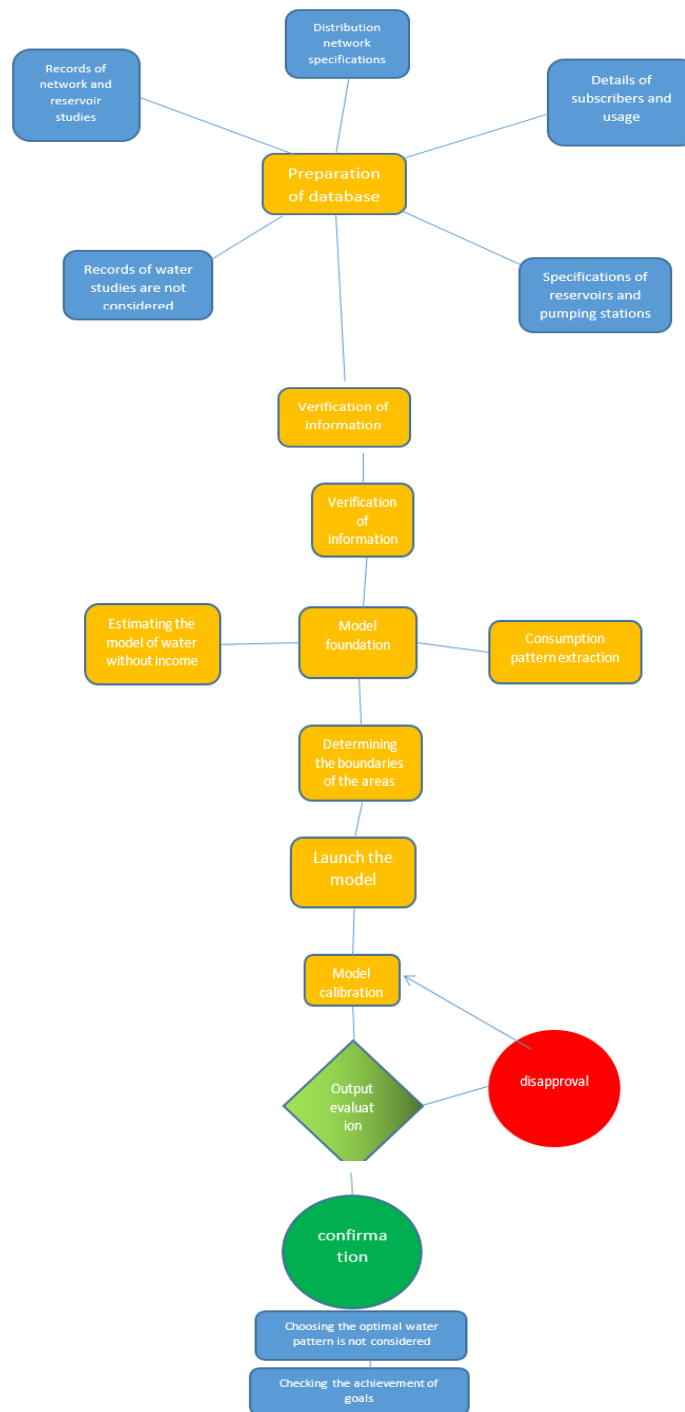 Distribution
network
specifications
Records of
network and
reservoir
studies
Details of
subscribers and
usage
Preparation
of database
Records of water
studies are not
considered
Specifications of
reservoirs and
pumping stations
Verification of
information
Verification
of
information
Estimating the
model of water
without income
Model
foundation
Consumption
pattern extraction
Determining
the boundaries
of the areas
Launch the
model
Model
calibration
Output
evaluat
ion
disapproval
confirma
tion
Choosing the optimal water
pattern is not considered
Checking the achievement of
goals